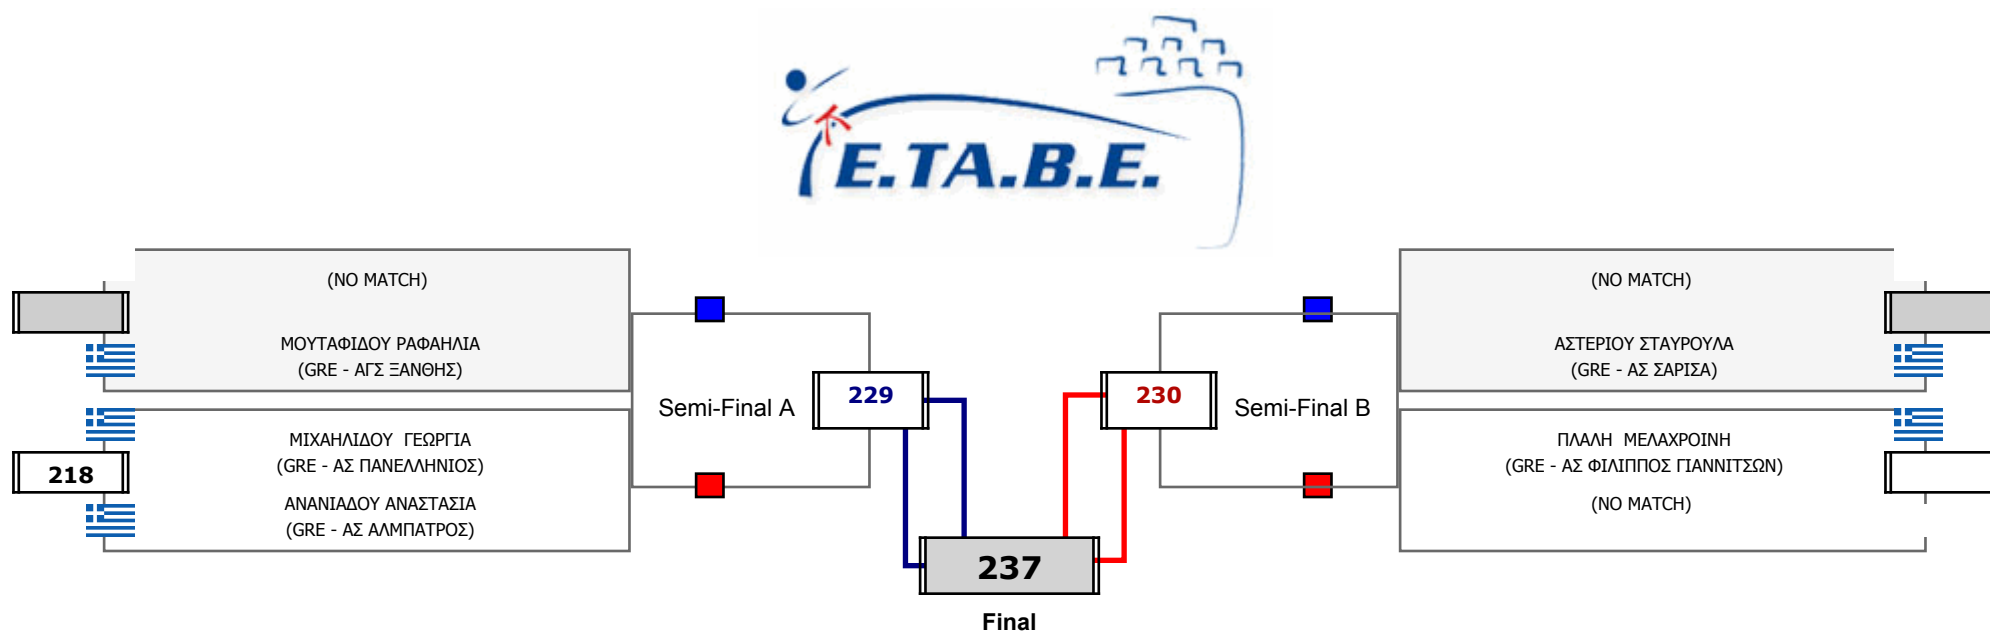 E.TA.B.E.
(NO MATCH)
ΜΟΥΤΑΦΙΔΟΥ ΡΑΦΑΗΛΙΑ
(GRE - ΑΓΣ ΞΑΝΘΗΣ)
ΜΙΧΑΗΛΙΔΟΥ ΓΕΩΡΓΙΑ
(GRE - ΑΣ ΠΑΝΕΛΛΗΝΙΟΣ)
218
ΑΝΑΝΙΑΔΟΥ ΑΝΑΣΤΑΣΙΑ
(GRE - ΑΣ ΑΛΜΠΑΤΡΟΣ)
Semi-Final A
229
230
Semi-Final B
(NO MATCH)
ΑΣΤΕΡΙΟΥ ΣΤΑΥΡΟΥΛΑ
(GRE - ΑΣ ΣΑΡΙΣΑ)
ΠΛΑΛΗ ΜΕΛΑΧΡΟΙΝΗ
(GRE - ΑΣ ΦΙΛΙΠΠΟΣ ΓΙΑΝΝΙΤΣΩΝ)
(NO MATCH)
237
Final